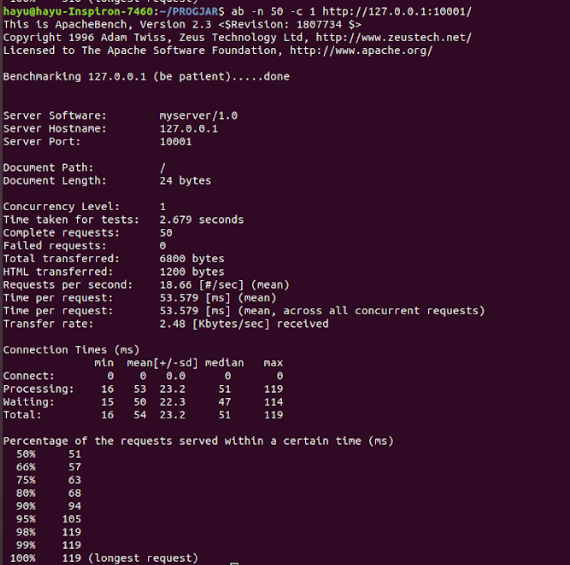 100% 510 (longest request)
hayu@hayu-Inspiron-7460:~/PROGJAR$ ab -n 50 -c 1 http://127.0.0.1:10001/
This is ApacheBench, Version 2.3 <$Revision: 1807734 $>
Copyright 1996 Adam Twiss, Zeus Technology Ltd, http://www.zeustech.net/
Licensed to The Apache Software Foundation, http://www.apache.org/
Benchmarking 127.0.0.1 (be patient).....done
Server Software: myserver/1.0
Server Hostname: 127.0.0.1
Server Port: 10001
Document Path: /
Document Length: 24 bytes
Concurrency Level: 1
Time taken for tests: 2.679 seconds
Complete requests: 50
Failed requests: 0
Total transferred: 6800 bytes
HTML transferred: 1200 bytes
Requests per second: 18.66 [#/sec] (mean)
Time per request: 53.579 [ms] (mean)
Time per request: 53.579 [ms] (mean, across all concurrent requests)
Transfer rate: 2.48 [Kbytes/sec] received
Connection Times (ms)
min mean[+/-sd] median max
Connect: 0 0 0.0 0 0
Processing: 16 53 23.2 51 119
Waiting: 15 50 22.3 47 114
Total: 16 54 23.2 51 119
Percentage of the requests served within a certain time (ms)
50% 51
66% 57
75% 63
80% 68
90% 94
95% 105
98% 119
99% 119
100% 119 (longest request)